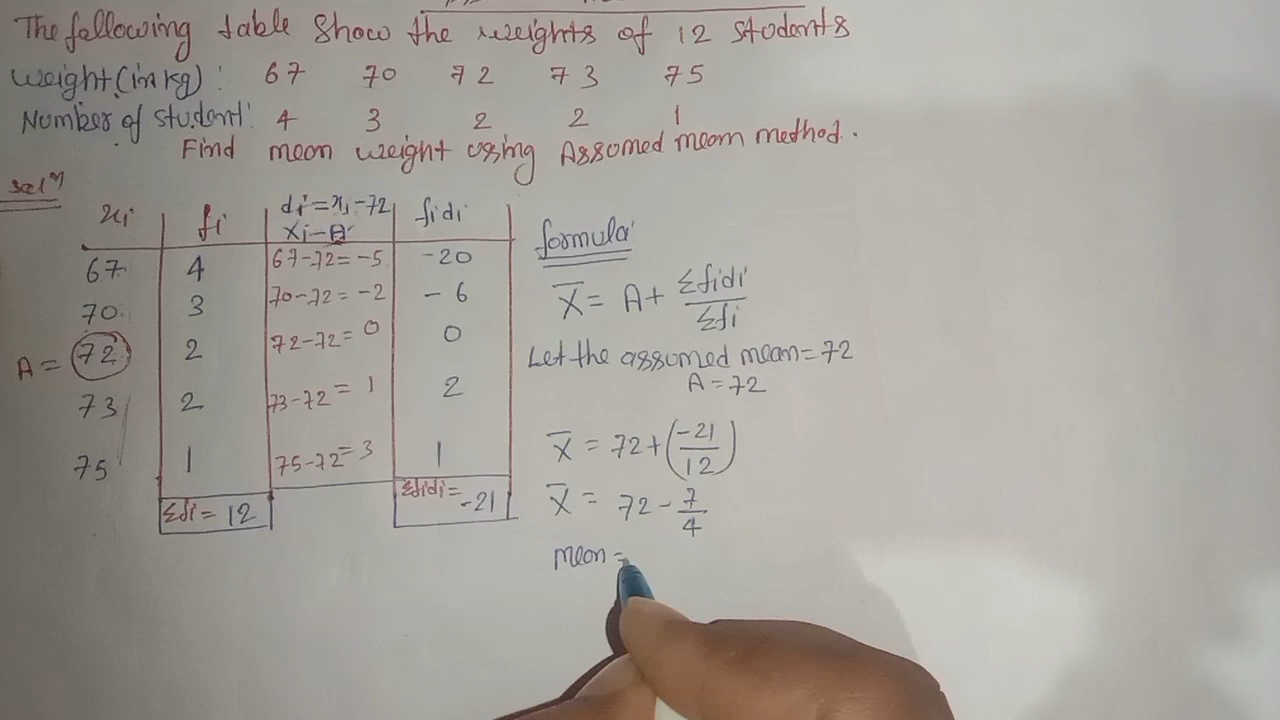 The following table Show the weights of 12 students
Weight (in kg) : 67 70 72 73 75
Number of student: 4 3 2 2 1
Find mean weight using Assumed mean method.
Solⁿ
xi fi di = xi - 72 fidi
xi - A
67 4 67-72 = -5 -20
70 3 70-72 = -2 - 6
A = 72 2 72-72 = 0 0
73 2 73-72 = 1 2
75 1 75-72 = 3 1
Σfi = 12 Σfidi = -21
formula
X̅ = A + Σfidi / Σfi
Let the assumed mean = 72
A = 72
X̅ = 72 + (-21/12)
X̅ = 72 - 7/4
Mean =